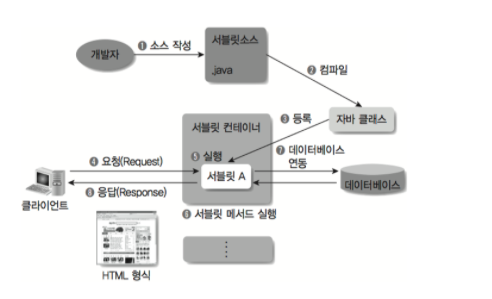 개발자
❶ 소스 작성
서블릿소스
.java
❷ 컴파일
자바 클래스
❸ 등록
서블릿 컨테이너
❹ 요청(Request)
❺ 실행
❼ 데이터베이스
연동
서블릿 A
데이터베이스
❽ 응답(Response)
클라이언트
❻ 서블릿 메서드 실행
HTML 형식